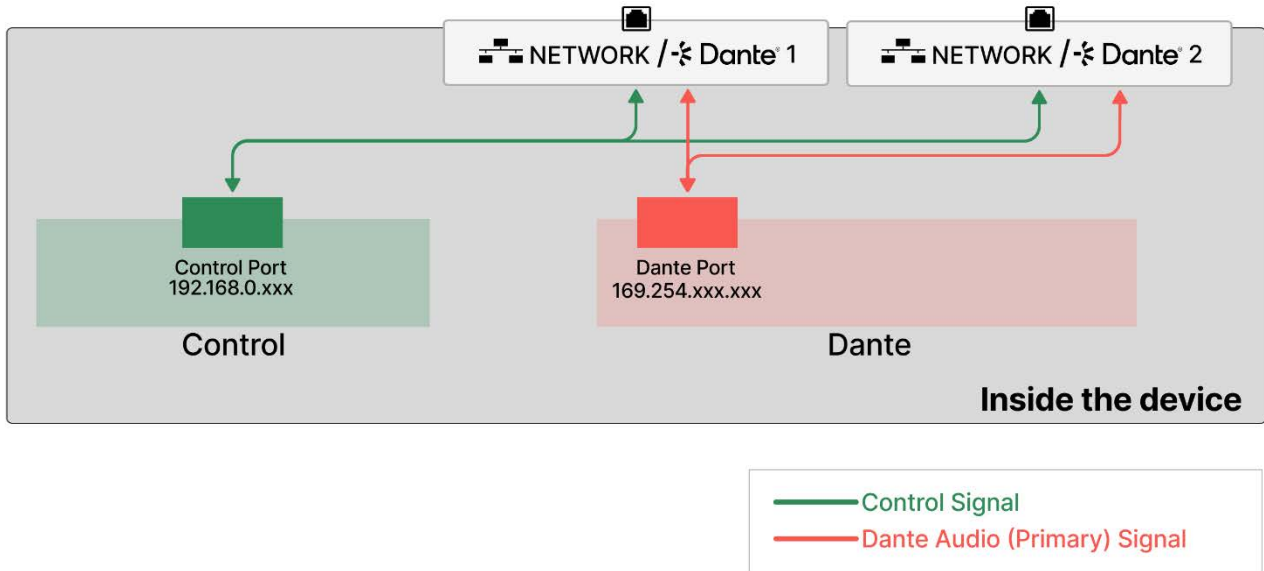 NETWORK / Dante® 1
NETWORK / Dante® 2
Control Port
192.168.0.xxx
Dante Port
169.254.xxx.xxx
Control
Dante
Inside the device
Control Signal
Dante Audio (Primary) Signal